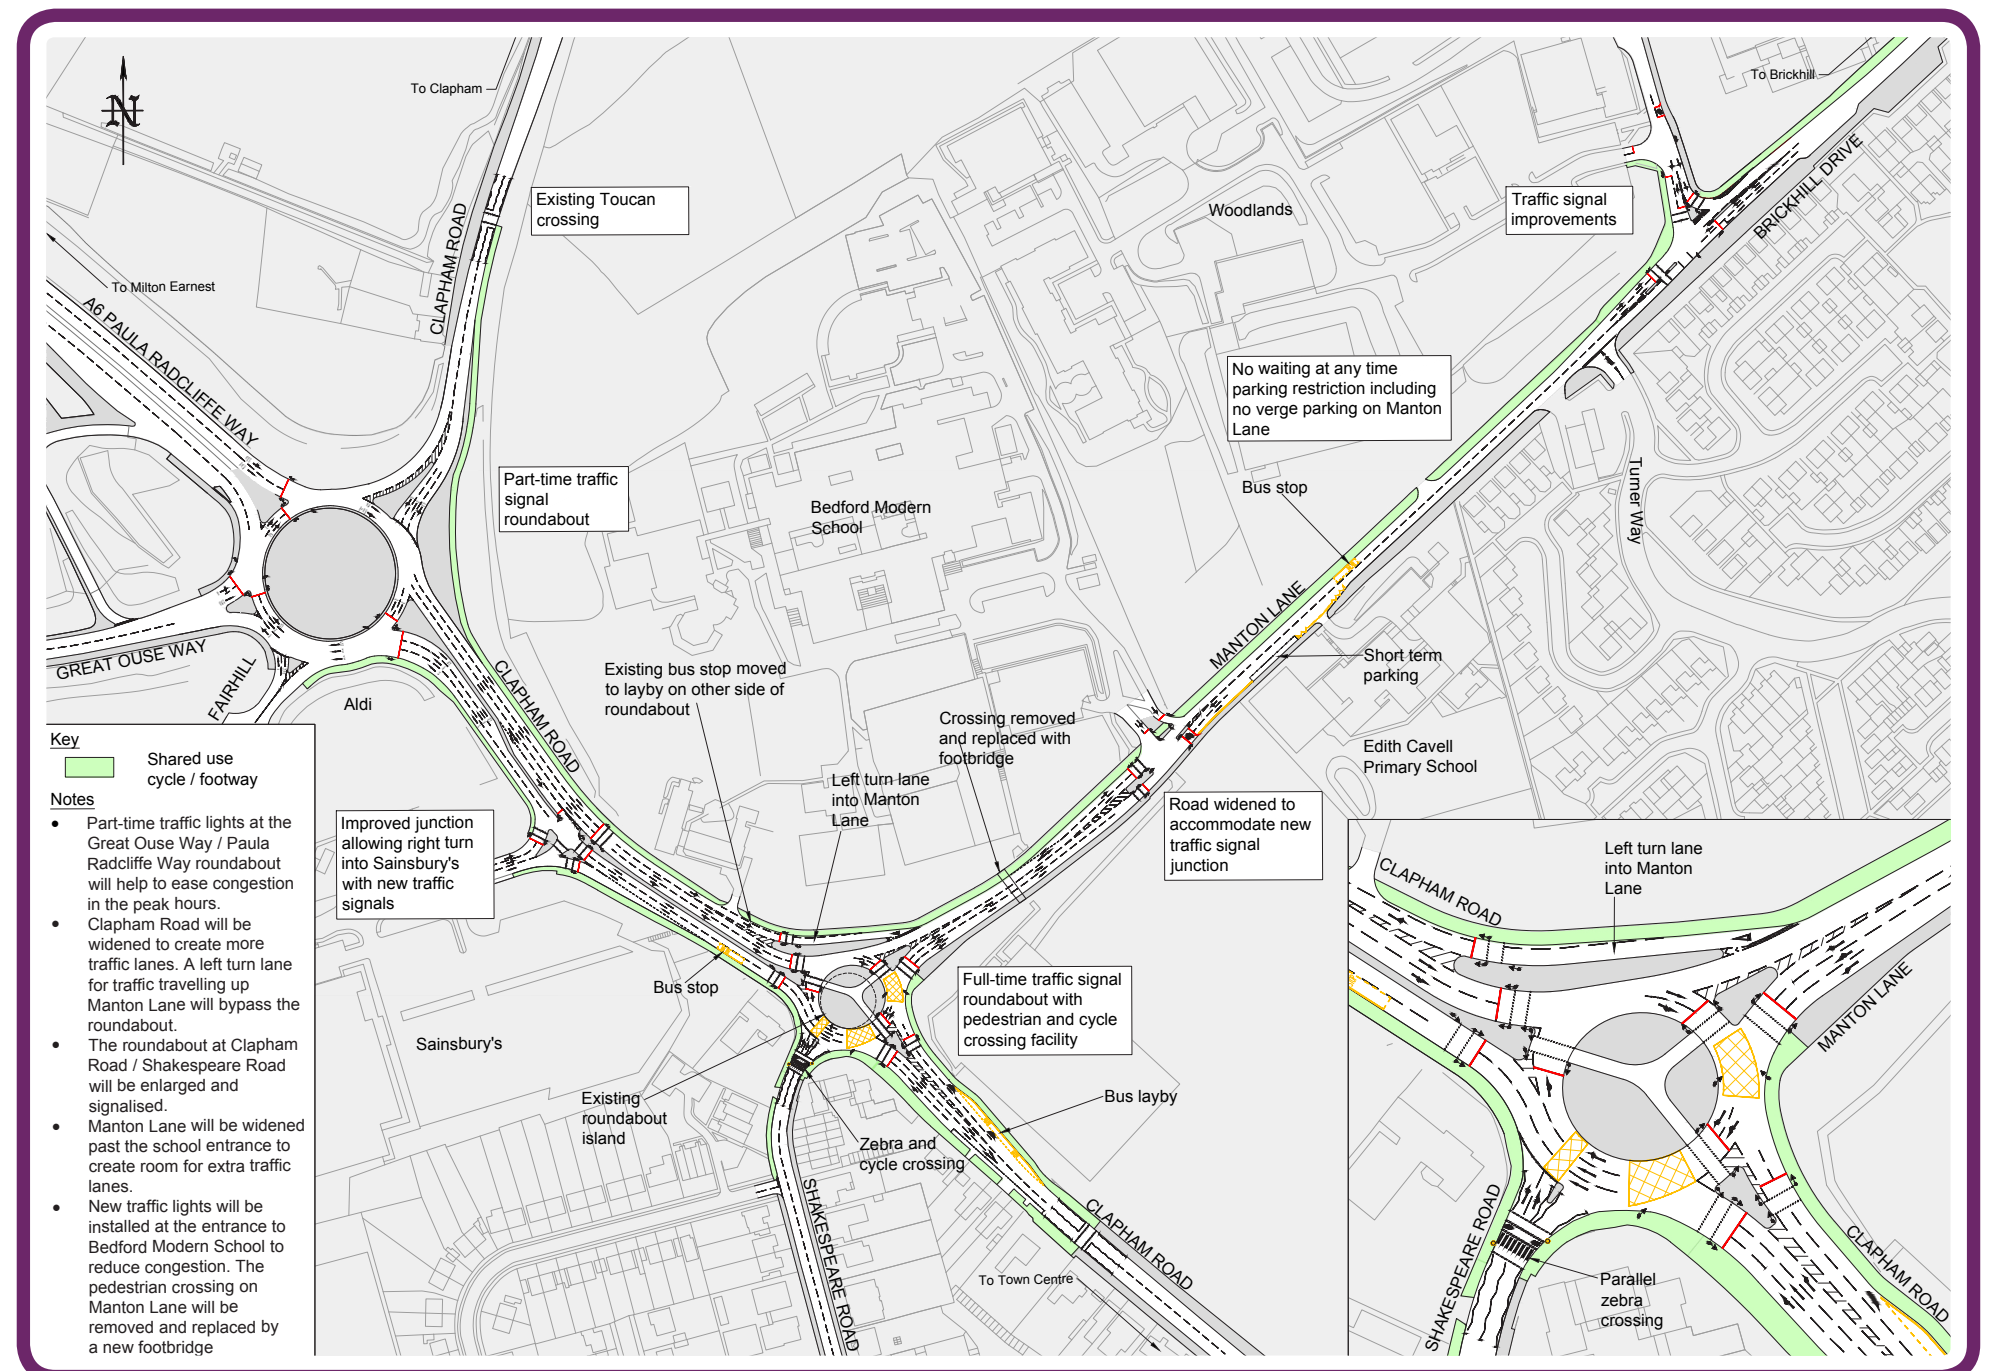 To Clapham
To Brickhill
N
Existing Toucan
crossing
Woodlands
Traffic signal
improvements
BRICKHILL DRIVE
CLAPHAM ROAD
To Milton Earnest
A6 PAULA RADCLIFFE WAY
No waiting at any time
parking restriction including
no verge parking on Manton
Lane
Turner Way
Part-time traffic
signal
roundabout
Bedford Modern
School
Bus stop
MANTON LANE
GREAT OUSE WAY
FAIRHILL
Aldi
CLAPHAM ROAD
Existing bus stop moved
to layby on other side of
roundabout
Short term
parking
Crossing removed
and replaced with
footbridge
Edith Cavell
Primary School
Left turn lane
into Manton
Lane
Road widened to
accommodate new
traffic signal
junction
Improved junction
allowing right turn
into Sainsbury's
with new traffic
signals
Bus stop
Full-time traffic signal
roundabout with
pedestrian and cycle
crossing facility
Sainsbury's
Existing
roundabout
island
Bus layby
Zebra and
cycle crossing
SHAKESPEARE ROAD
CLAPHAM ROAD
To Town Centre
Key
Shared use
cycle / footway
Notes
• Part-time traffic lights at the
Great Ouse Way / Paula
Radcliffe Way roundabout
will help to ease congestion
in the peak hours.
• Clapham Road will be
widened to create more
traffic lanes. A left turn lane
for traffic travelling up
Manton Lane will bypass the
roundabout.
• The roundabout at Clapham
Road / Shakespeare Road
will be enlarged and
signalised.
• Manton Lane will be widened
past the school entrance to
create room for extra traffic
lanes.
• New traffic lights will be
installed at the entrance to
Bedford Modern School to
reduce congestion. The
pedestrian crossing on
Manton Lane will be
removed and replaced by
a new footbridge
Left turn lane
into Manton
Lane
CLAPHAM ROAD
MANTON LANE
SHAKESPEARE ROAD
CLAPHAM ROAD
Parallel
zebra
crossing